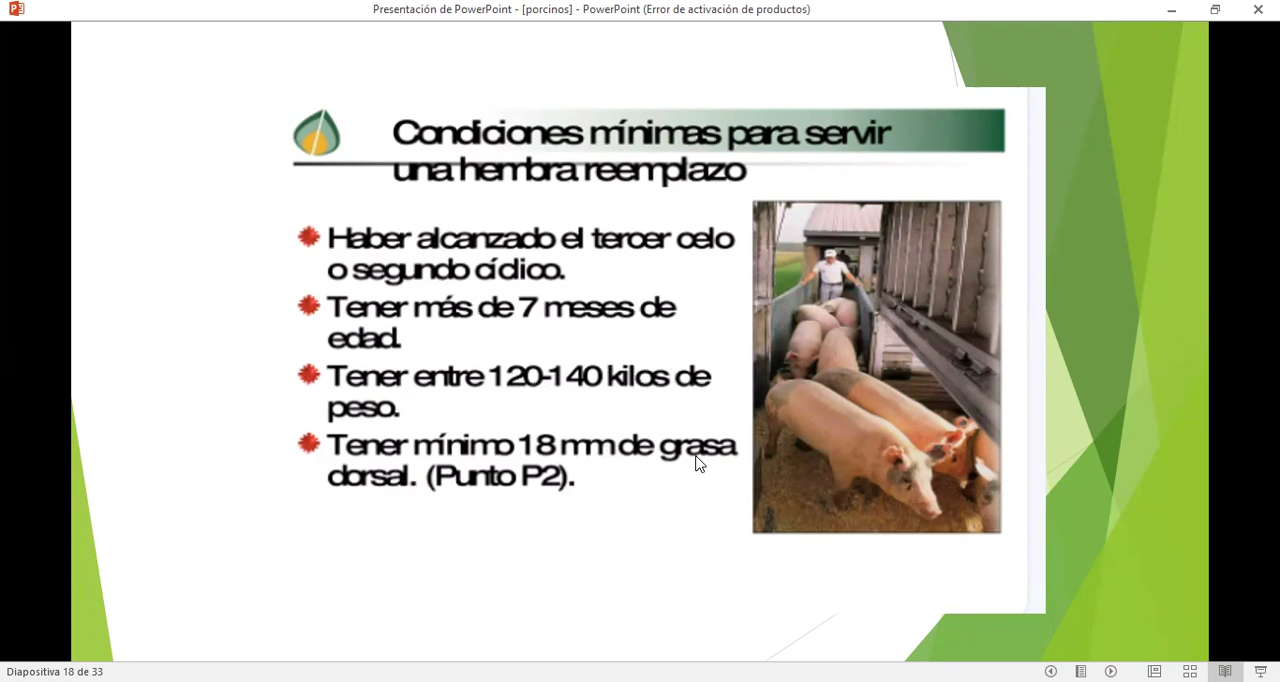 Presentación de PowerPoint - [porcinos] - PowerPoint (Error de activación de productos)
Condiciones mínimas para servir
una hembra reemplazo
Haber alcanzado el tercer celo
o segundo cíclico.
Tener más de 7 meses de
edad.
Tener entre 120-140 kilos de
peso.
Tener mínimo 18 mm de grasa
dorsal. (Punto P2).
Diapositiva 18 de 33